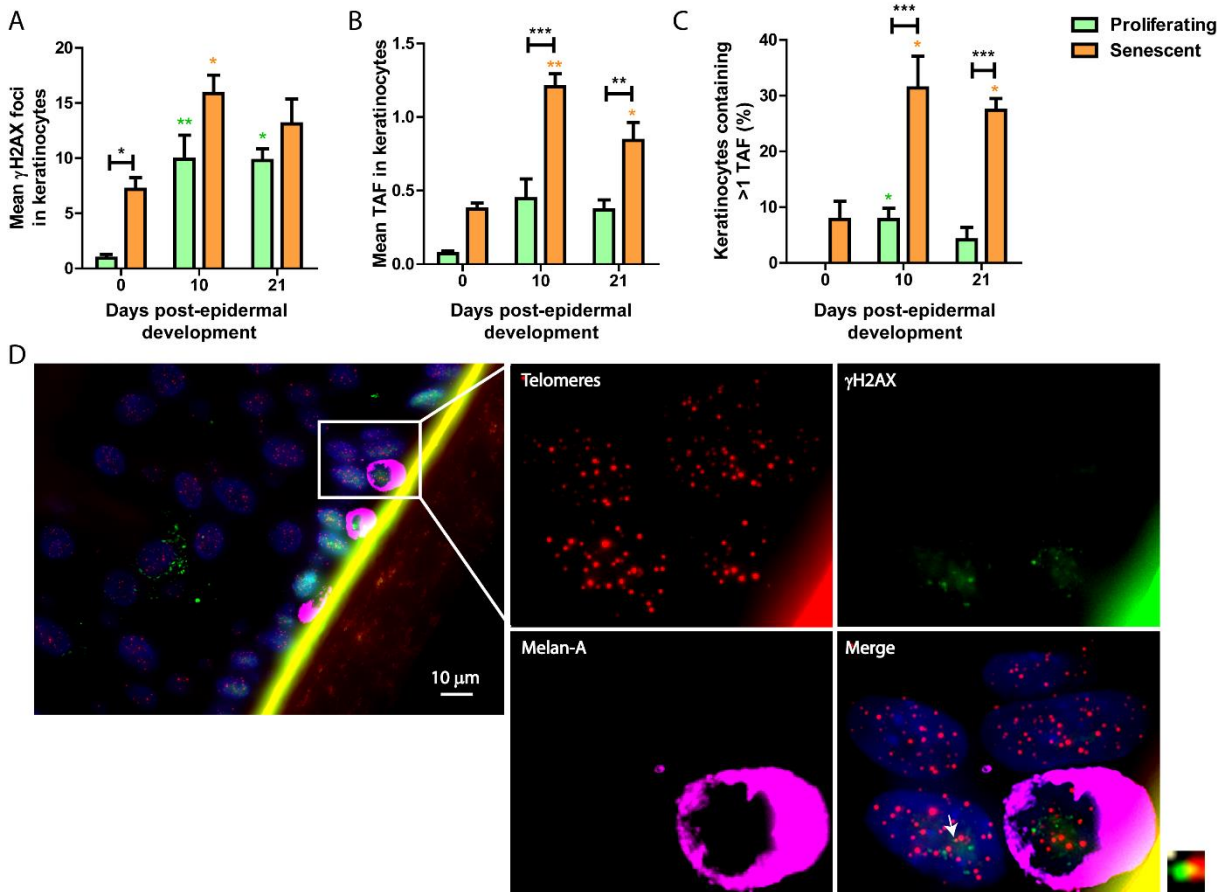 A
Mean γH2AX foci
in keratinocytes
20
15
10
5
0
*
**
*
*
0
10
21
Days post-epidermal
development
B
Mean TAF in keratinocytes
1.5
1.0
0.5
0.0
***
**
**
*
0
10
21
Days post-epidermal
development
C
Keratinocytes containing
>1 TAF (%)
40
30
20
10
0
***
*
***
*
*
0
10
21
Days post-epidermal
development
Proliferating
Senescent
D
10 μm
Telomeres
γH2AX
Melan-A
Merge